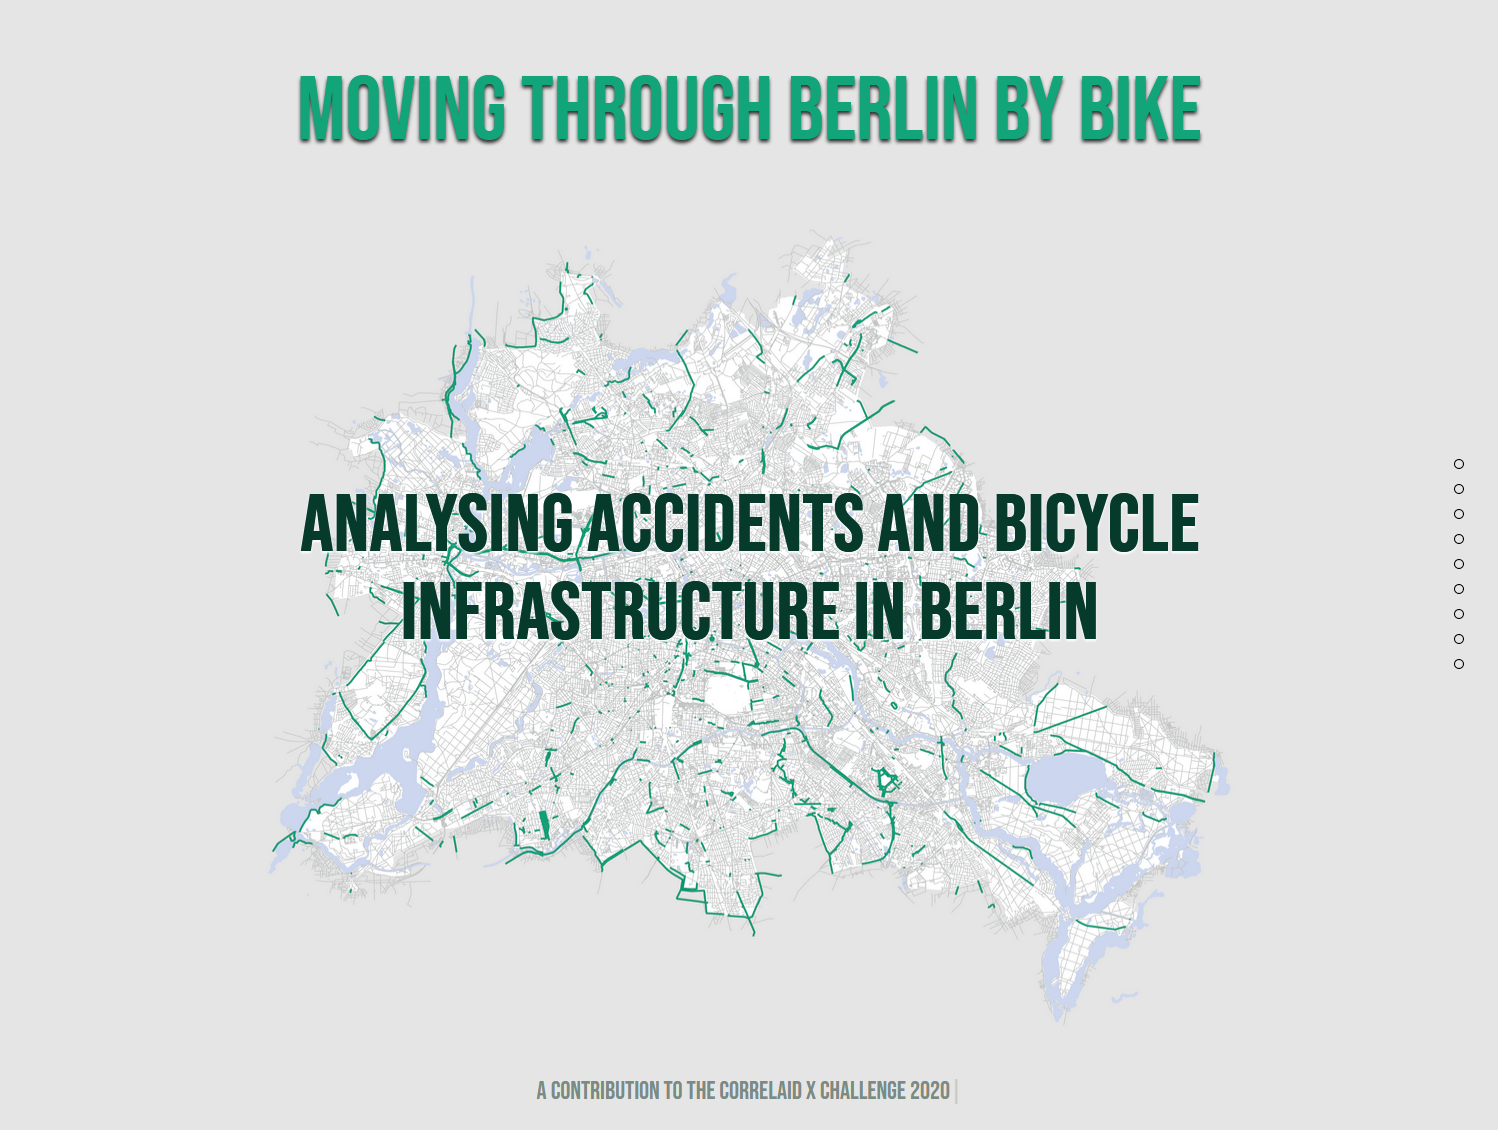 MOVING THROUGH BERLIN BY BIKE
ANALYSING ACCIDENTS AND BICYCLE
INFRASTRUCTURE IN BERLIN
A CONTRIBUTION TO THE CORRELAID X CHALLENGE 2020